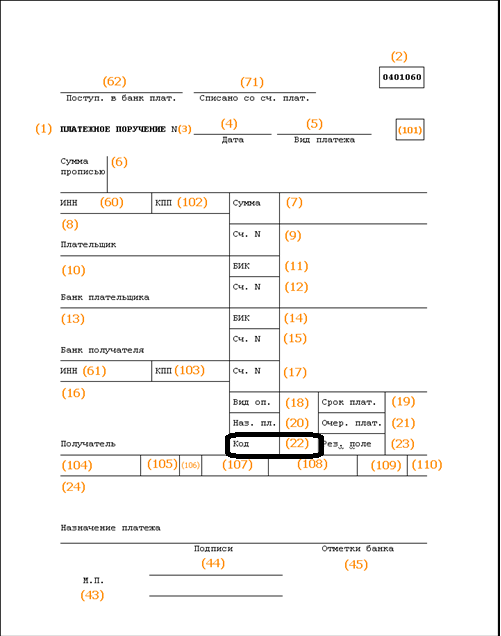 (2)
0401060
(62) (71)
Поступ. в банк плат. Списано со сч. плат.
(1) ПЛАТЕЖНОЕ ПОРУЧЕНИЕ N(3) (4) (5) (101)
Дата Вид платежа
Сумма прописью (6)
ИНН (60) КПП (102) Сумма (7)
(8)
Сч. N (9)
Плательщик
(10) БИК (11)
Сч. N (12)
Банк плательщика
(13) БИК (14)
Сч. N (15)
Банк получателя
ИНН (61) КПП (103) Сч. N (17)
(16)
Вид оп. (18) Срок плат. (19)
Наз. пл. (20) Очер. плат. (21)
Получатель Код (22) Рез. поле (23)
(104) (105) (106) (107) (108) (109) (110)
(24)
Назначение платежа
Подписи Отметки банка
(44) (45)
М.П.
(43)